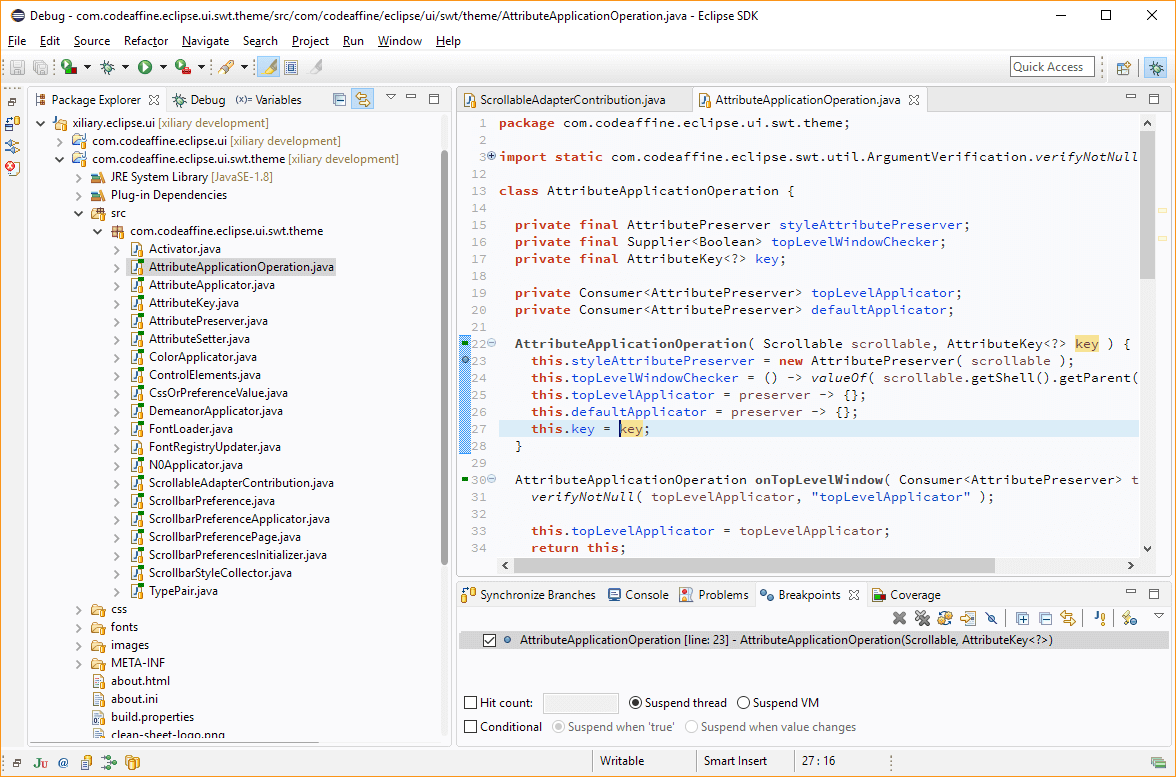 Debug - com.codeaffine.eclipse.ui.swt.theme/src/com/codeaffine/eclipse/ui/swt/theme/AttributeApplicationOperation.java - Eclipse SDK
File Edit Source Refactor Navigate Search Project Run Window Help
Quick Access
Package Explorer Debug (x)= Variables
xiliary.eclipse.ui [xiliary development]
com.codeaffine.eclipse.ui [xiliary development]
com.codeaffine.eclipse.ui.swt.theme [xiliary development]
JRE System Library [JavaSE-1.8]
Plug-in Dependencies
src
com.codeaffine.eclipse.ui.swt.theme
Activator.java
AttributeApplicationOperation.java
AttributeApplicator.java
AttributeKey.java
AttributePreserver.java
AttributeSetter.java
ColorApplicator.java
ControlElements.java
CssOrPreferenceValue.java
DemeanorApplicator.java
FontLoader.java
FontRegistryUpdater.java
N0Applicator.java
ScrollableAdapterContribution.java
ScrollbarPreference.java
ScrollbarPreferenceApplicator.java
ScrollbarPreferencePage.java
ScrollbarPreferencesInitializer.java
ScrollbarStyleCollector.java
TypePair.java
css
fonts
images
META-INF
about.html
about.ini
build.properties
clean-sheet-logo.png
ScrollableAdapterContribution.java AttributeApplicationOperation.java
1 package com.codeaffine.eclipse.ui.swt.theme;
2
3 import static com.codeaffine.eclipse.swt.util.ArgumentVerification.verifyNotNull
12
13 class AttributeApplicationOperation {
14
15 private final AttributePreserver styleAttributePreserver;
16 private final Supplier<Boolean> topLevelWindowChecker;
17 private final AttributeKey<?> key;
18
19 private Consumer<AttributePreserver> topLevelApplicator;
20 private Consumer<AttributePreserver> defaultApplicator;
21
22 AttributeApplicationOperation( Scrollable scrollable, AttributeKey<?> key ) {
23 this.styleAttributePreserver = new AttributePreserver( scrollable );
24 this.topLevelWindowChecker = () -> valueOf( scrollable.getShell().getParent(
25 this.topLevelApplicator = preserver -> {};
26 this.defaultApplicator = preserver -> {};
27 this.key = key;
28 }
29
30 AttributeApplicationOperation onTopLevelWindow( Consumer<AttributePreserver> t
31 verifyNotNull( topLevelApplicator, "topLevelApplicator" );
32
33 this.topLevelApplicator = topLevelApplicator;
34 return this;
Synchronize Branches Console Problems Breakpoints Coverage
AttributeApplicationOperation [line: 23] - AttributeApplicationOperation(Scrollable, AttributeKey<?>)
Hit count: Suspend thread Suspend VM
Conditional Suspend when 'true' Suspend when value changes
Ju @ Writable Smart Insert 27 : 16